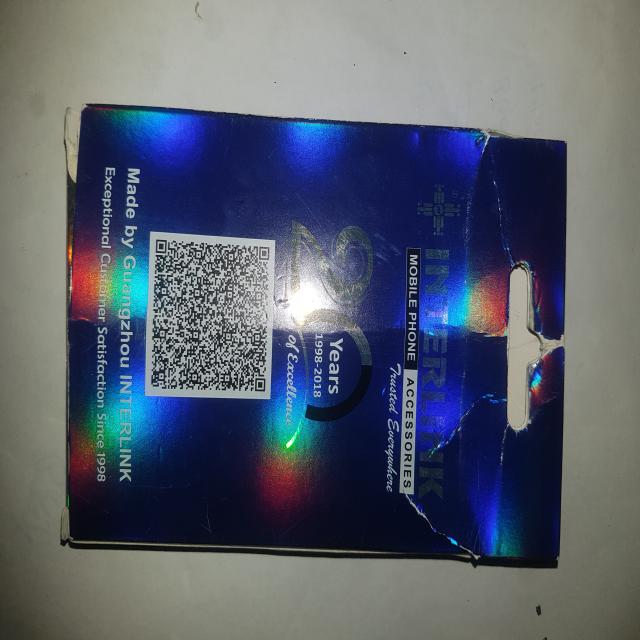 INTERLINK
MOBILE PHONE ACCESSORIES
Trusted Everywhere
20
Years
1998-2018
of Excellence
Made by Guangzhou INTERLINK
Exceptional Customer Satisfaction Since 1998